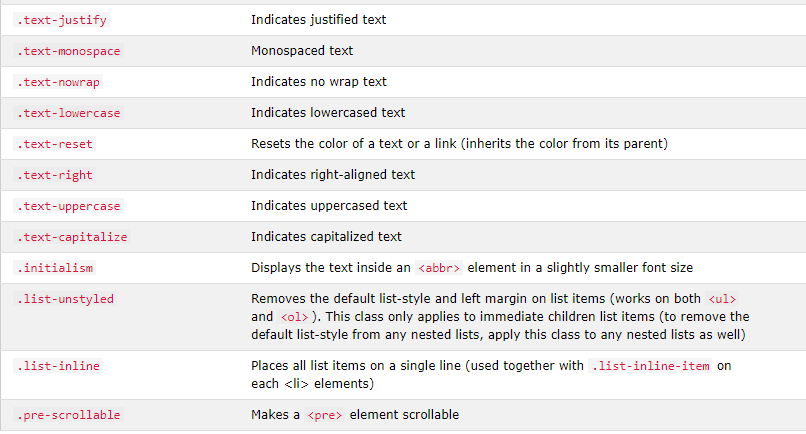 .text-justify Indicates justified text
.text-monospace Monospaced text
.text-nowrap Indicates no wrap text
.text-lowercase Indicates lowercased text
.text-reset Resets the color of a text or a link (inherits the color from its parent)
.text-right Indicates right-aligned text
.text-uppercase Indicates uppercased text
.text-capitalize Indicates capitalized text
.initialism Displays the text inside an <abbr> element in a slightly smaller font size
.list-unstyled Removes the default list-style and left margin on list items (works on both <ul>
and <ol>). This class only applies to immediate children list items (to remove the
default list-style from any nested lists, apply this class to any nested lists as well)
.list-inline Places all list items on a single line (used together with .list-inline-item on
each <li> elements)
.pre-scrollable Makes a <pre> element scrollable